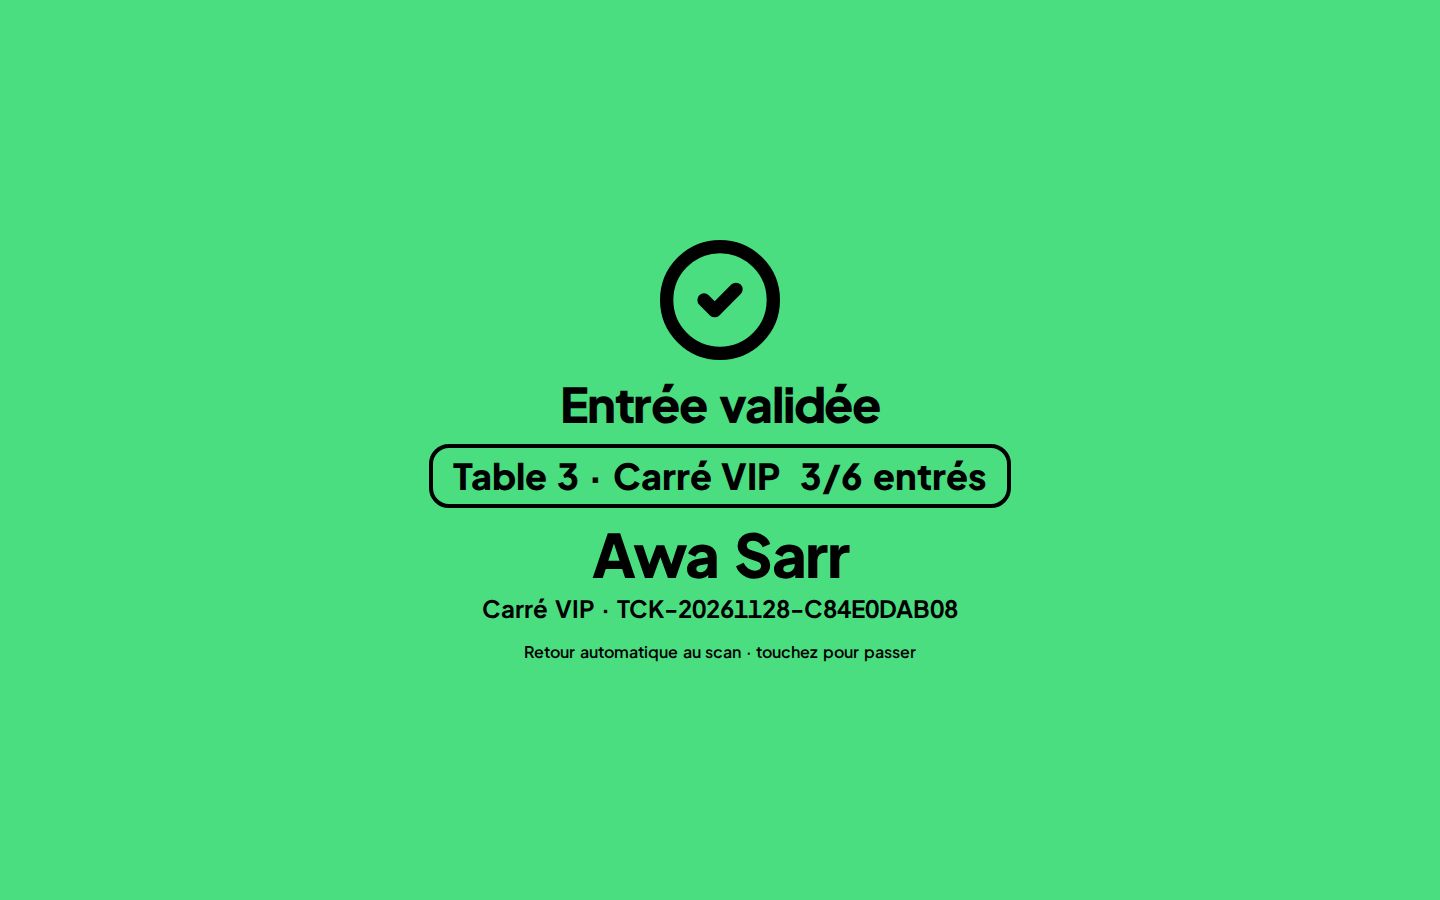 Entrée validée
Table 3 · Carré VIP 3/6 entrés
Awa Sarr
Carré VIP · TCK-20261128-C84E0DAB08
Retour automatique au scan · touchez pour passer